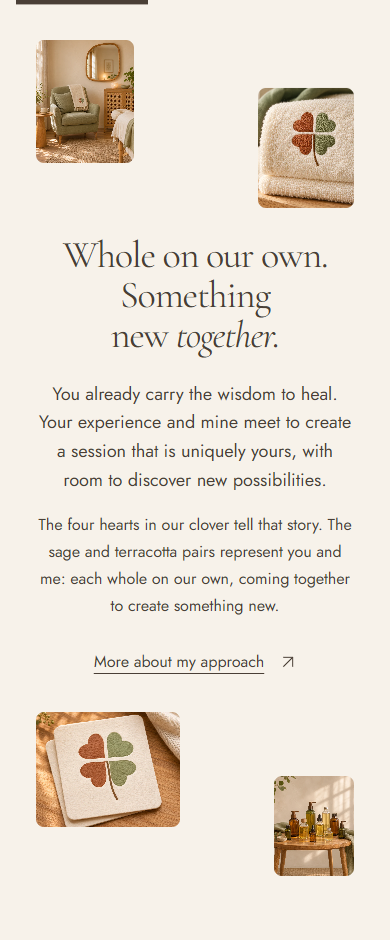 Whole on our own.
Something
new together.
You already carry the wisdom to heal.
Your experience and mine meet to create
a session that is uniquely yours, with
room to discover new possibilities.
The four hearts in our clover tell that story. The
sage and terracotta pairs represent you and
me: each whole on our own, coming together
to create something new.
More about my approach